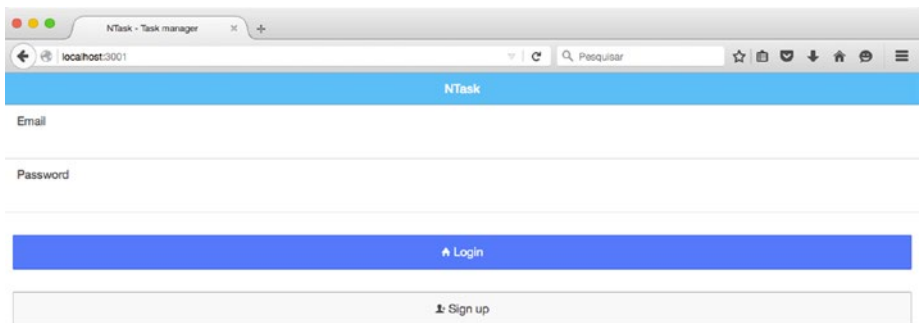 NTask - Task manager
localhost:3001
Pesquisar
NTask
Email
Password
Login
Sign up